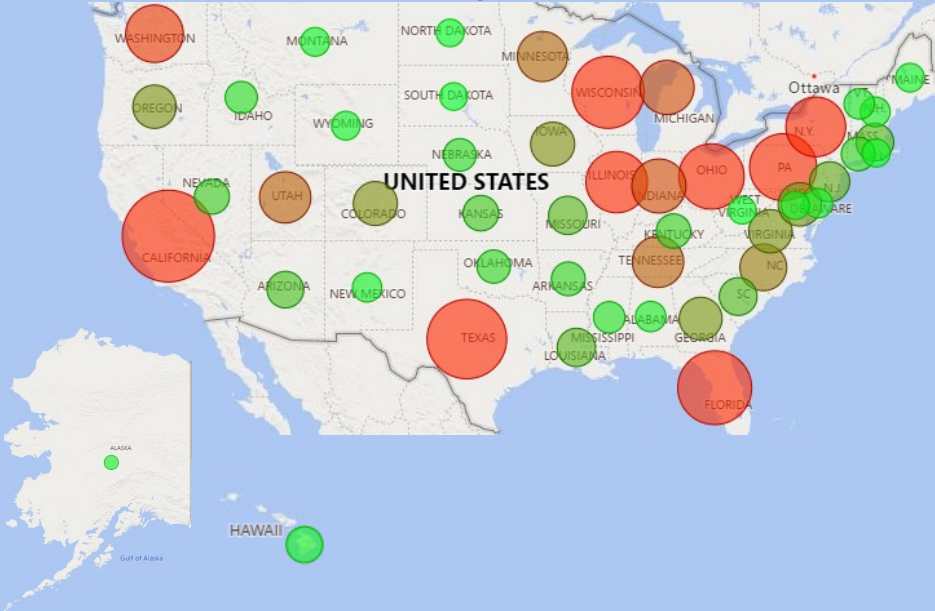 WASHINGTON
MONTANA
NORTH DAKOTA
MINNESOTA
OREGON
IDAHO
WYOMING
SOUTH DAKOTA
WISCONSIN
MICHIGAN
Ottawa
MAINE
VT
NH
N.Y.
MASS
IOWA
NEBRASKA
NEVADA
UTAH
COLORADO
UNITED STATES
ILLINOIS
INDIANA
OHIO
PA
N.J.
KANSAS
MISSOURI
WEST
VIRGINIA
DELAWARE
KENTUCKY
VIRGINIA
CALIFORNIA
ARIZONA
NEW MEXICO
OKLAHOMA
ARKANSAS
TENNESSEE
NC
SC
TEXAS
LOUISIANA
MISSISSIPPI
ALABAMA
GEORGIA
FLORIDA
ALASKA
HAWAII
Gulf of Alaska